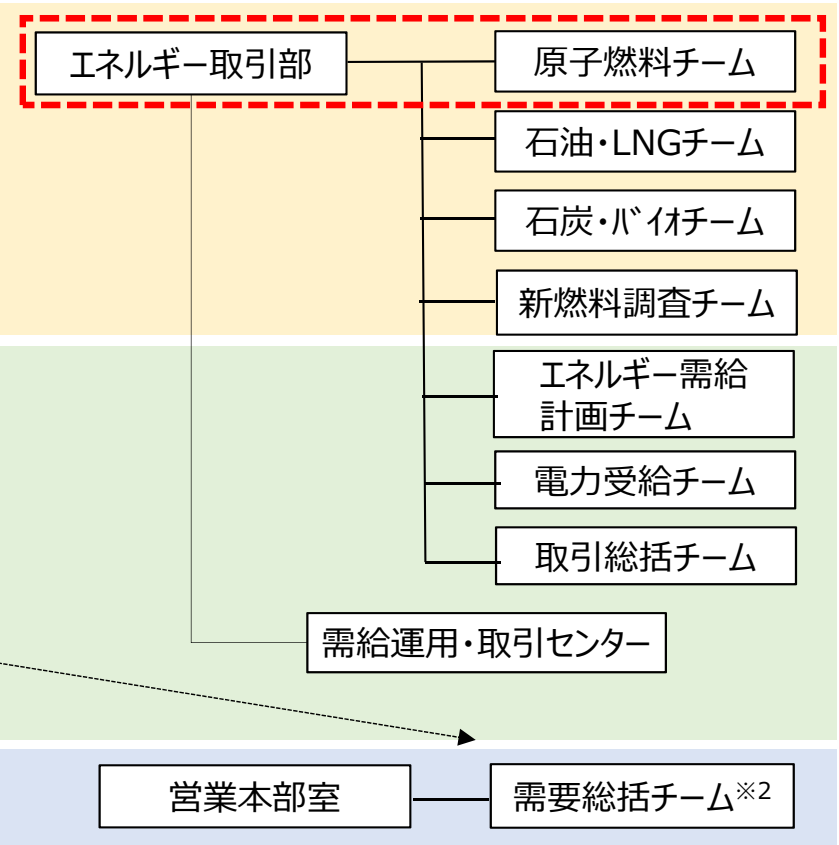 エネルギー取引部
原子燃料チーム
石油・LNGチーム
石炭・バイオチーム
新燃料調査チーム
エネルギー需給
計画チーム
電力受給チーム
取引総括チーム
需給運用・取引センター
営業本部室
需要総括チーム※2